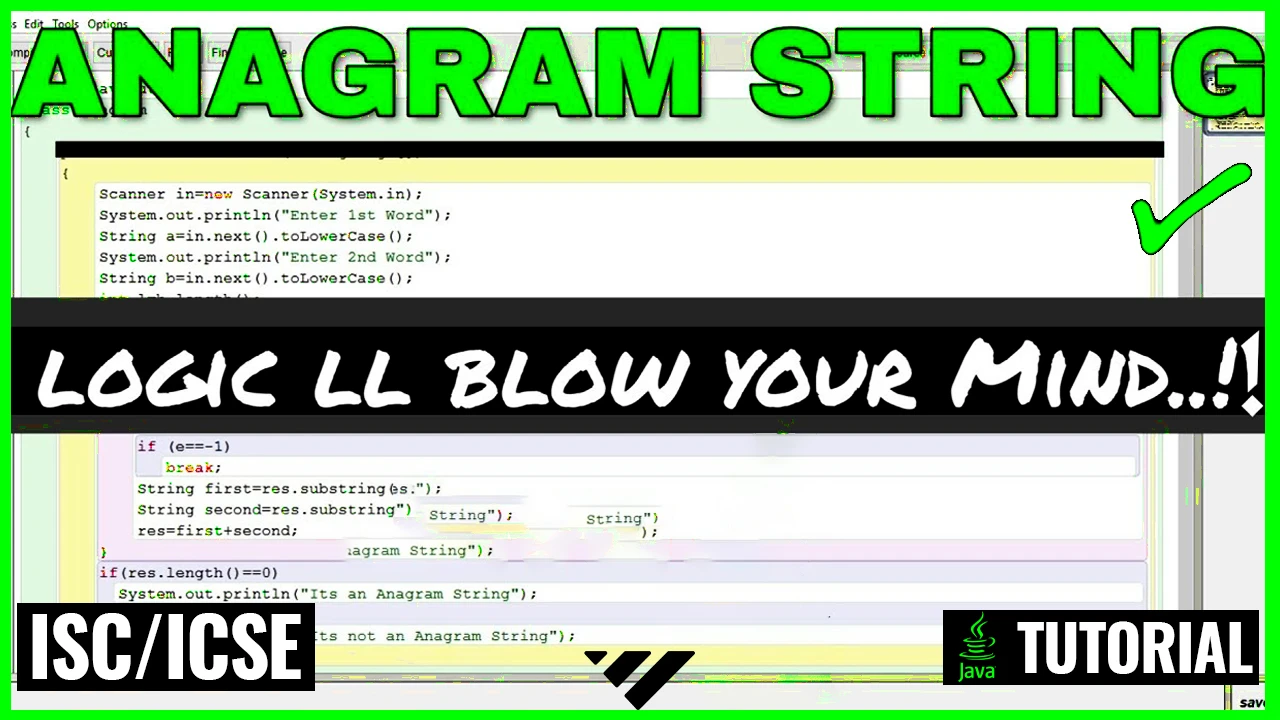 Edit Tools Options
ANAGRAM STRING
{
{
Scanner in=new Scanner(System.in);
System.out.println("Enter 1st Word");
String a=in.next().toLowerCase();
System.out.println("Enter 2nd Word");
String b=in.next().toLowerCase();
LOGIC LL BLOW YOUR MIND..!!
if (e==-1)
break;
String first=res.substring(es.");
String second=res.substring")
String");
String")
res=first+second;
);
}
agram String");
if(res.length()==0)
System.out.println("Its an Anagram String");
Its not an Anagram String");
ISC/ICSE
Java
TUTORIAL
save